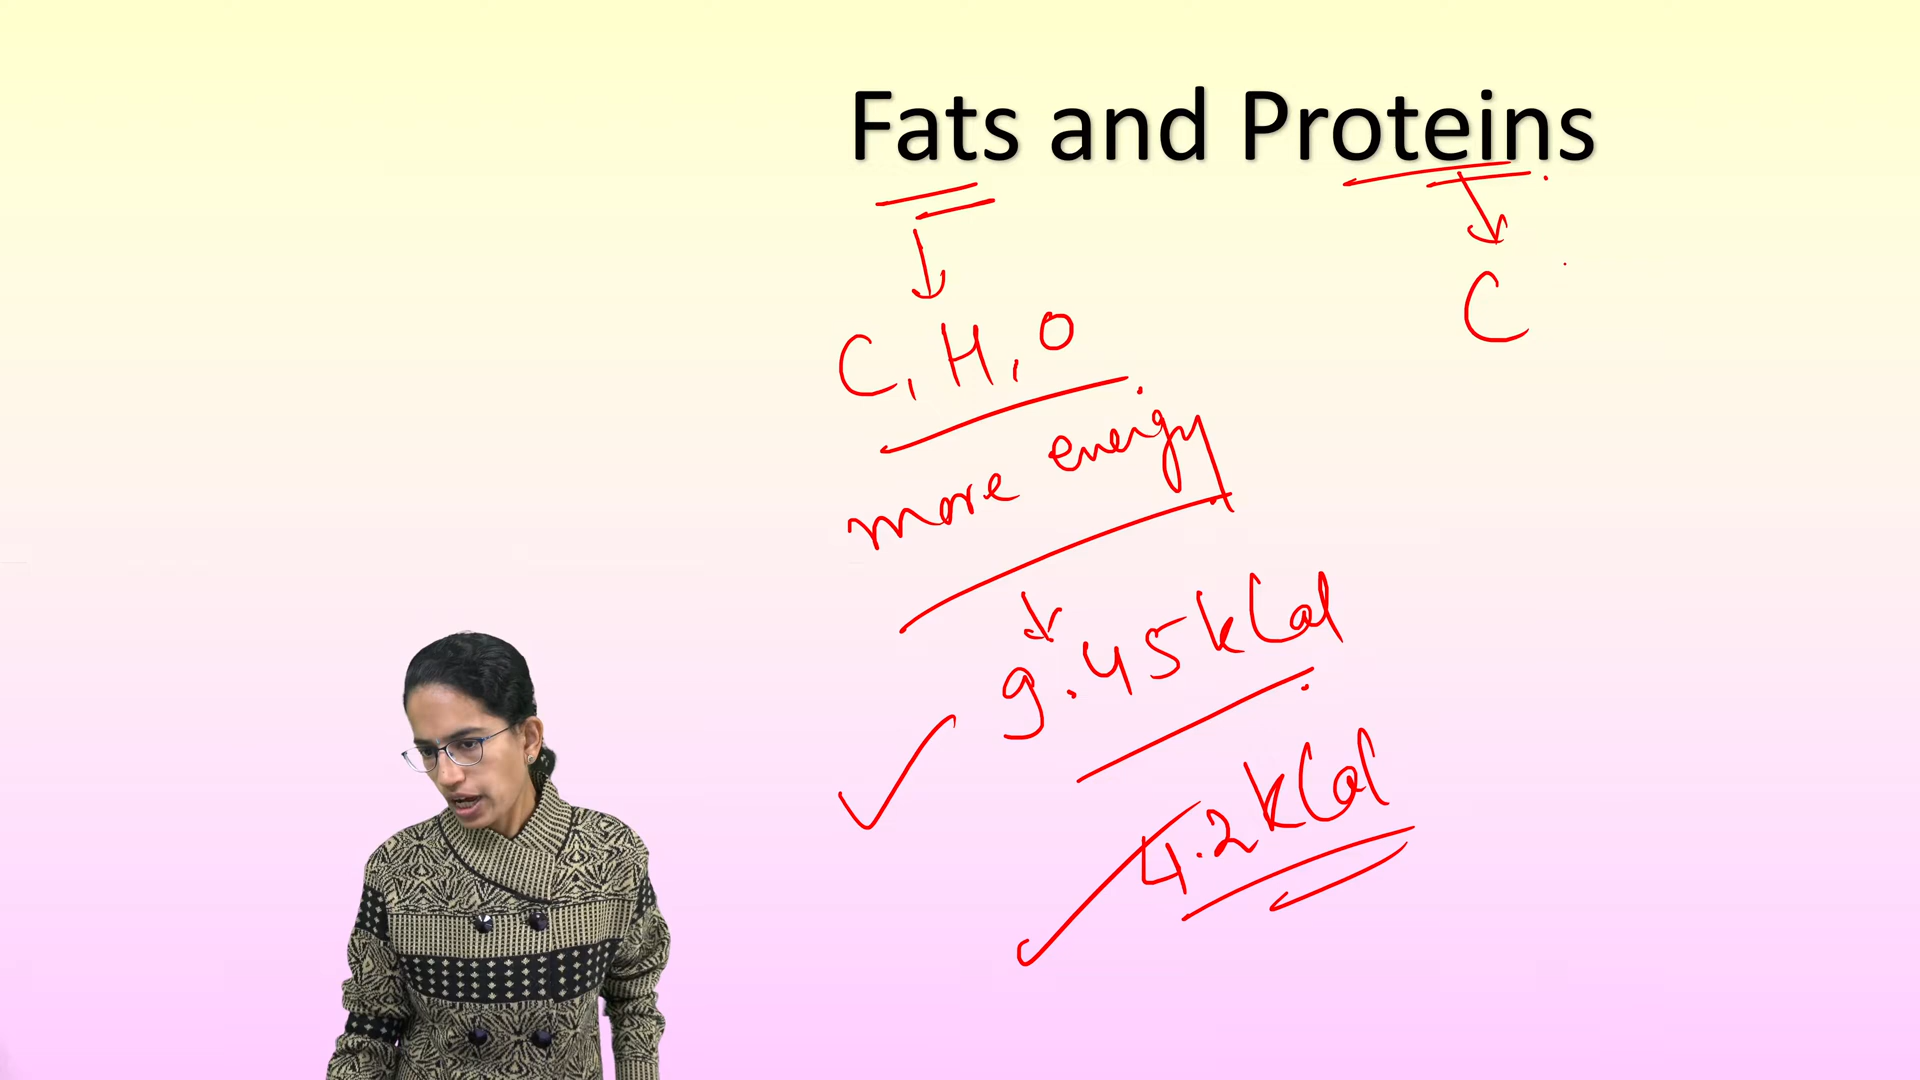 Fats and Proteins
C, H, O
C
more energy
9.45 kCal
4.2 kCal